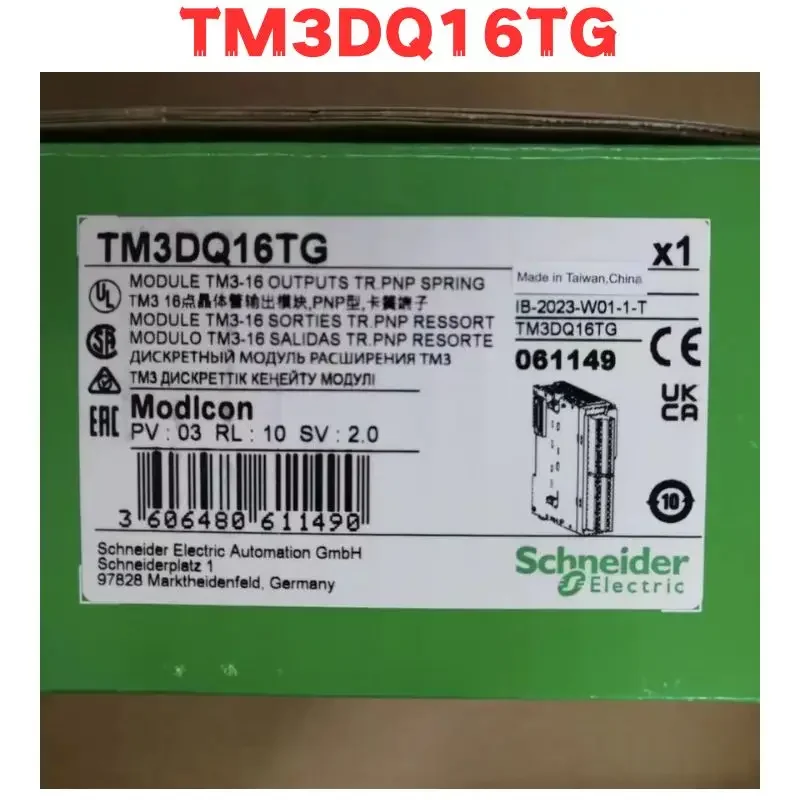 TM3DQ16TG
TM3DQ16TG
x1
MODULE TM3-16 OUTPUTS TR.PNP SPRING
Made in Taiwan,China
TM3 16点晶体管输出模块,PNP型,卡簧端子
IB-2023-W01-1-T
MODULE TM3-16 SORTIES TR.PNP RESSORT
TM3DQ16TG
MODULO TM3-16 SALIDAS TR.PNP RESORTE
061149
CE
ДИСКРЕТНЫЙ МОДУЛЬ РАСШИРЕНИЯ ТМ3
ТМ3 ДИСКРЕТТІК КЕҢЕЙТУ МОДУЛІ
UL
EAC
UK
CA
ModIcon
PV : 03 RL : 10 SV : 2.0
10
3 606480 611490
Schneider Electric Automation GmbH
Schneiderplatz 1
97828 Marktheidenfeld, Germany
Schneider
Electric